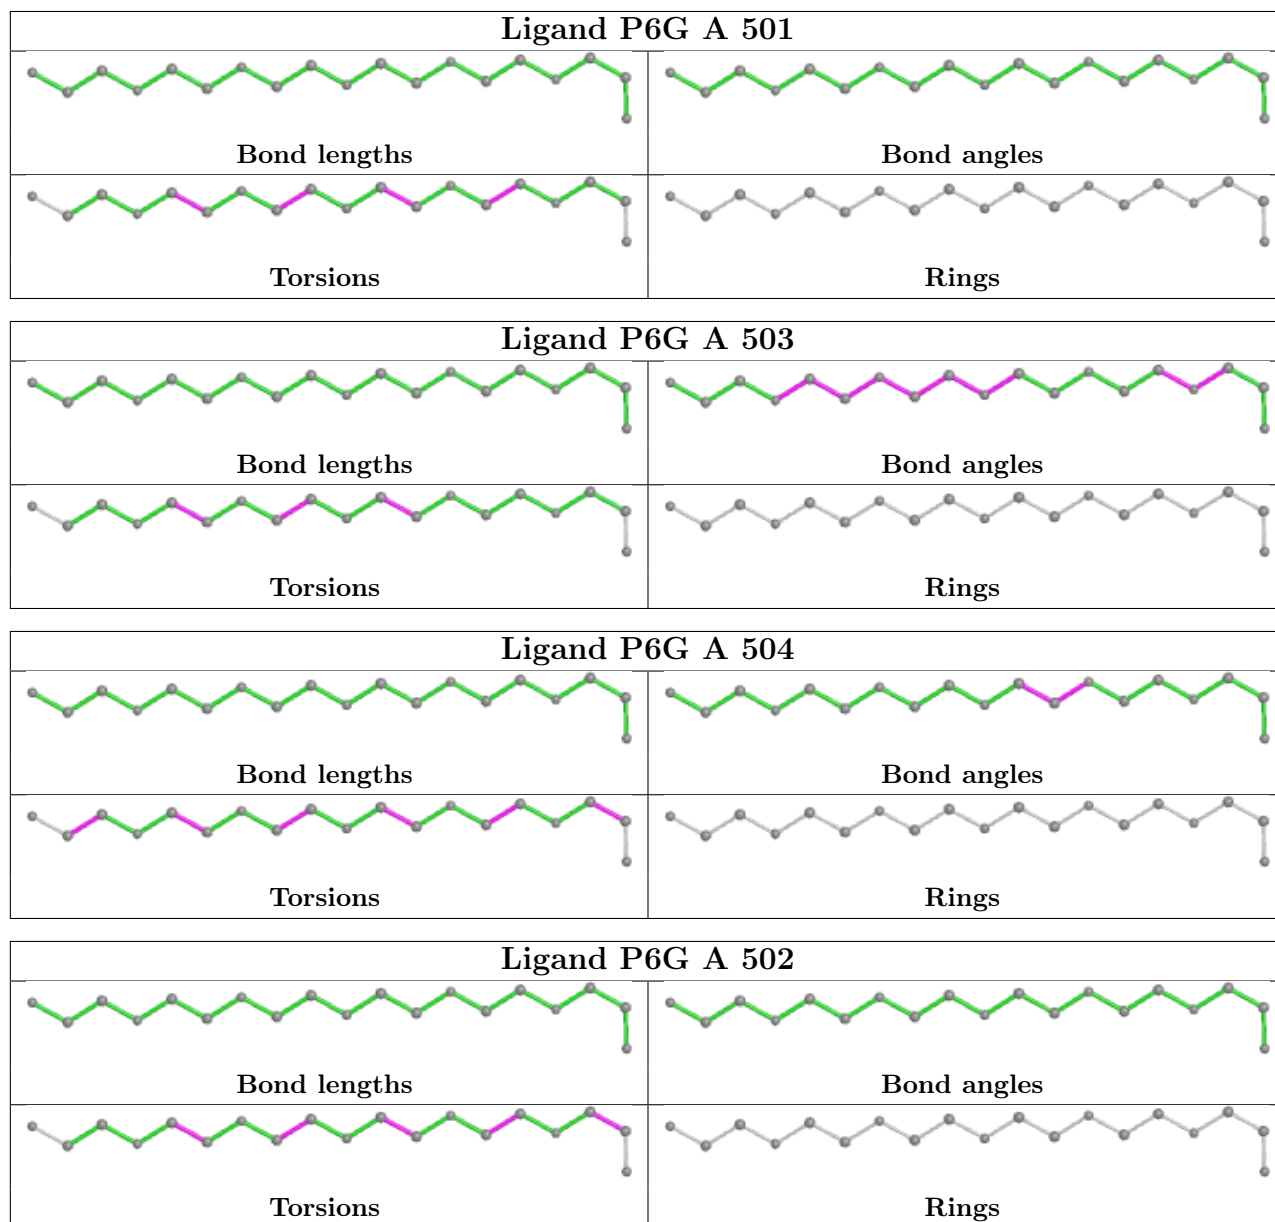 Ligand P6G A 501
Bond lengths
Bond angles
Torsions
Rings
Ligand P6G A 503
Bond lengths
Bond angles
Torsions
Rings
Ligand P6G A 504
Bond lengths
Bond angles
Torsions
Rings
Ligand P6G A 502
Bond lengths
Bond angles
Torsions
Rings